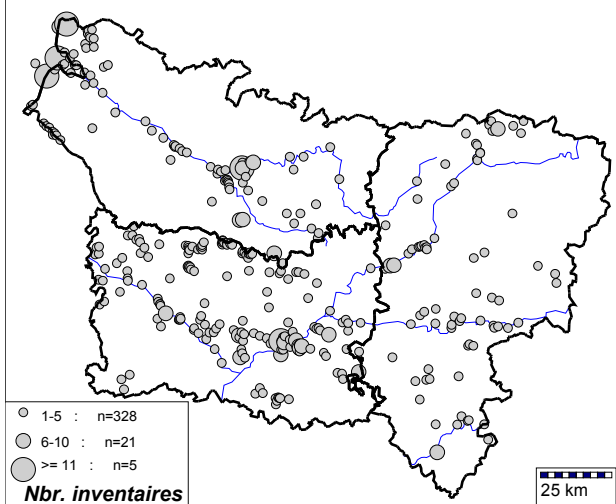 1-5 : n=328
6-10 : n=21
>= 11 : n=5
Nbr. inventaires
25 km